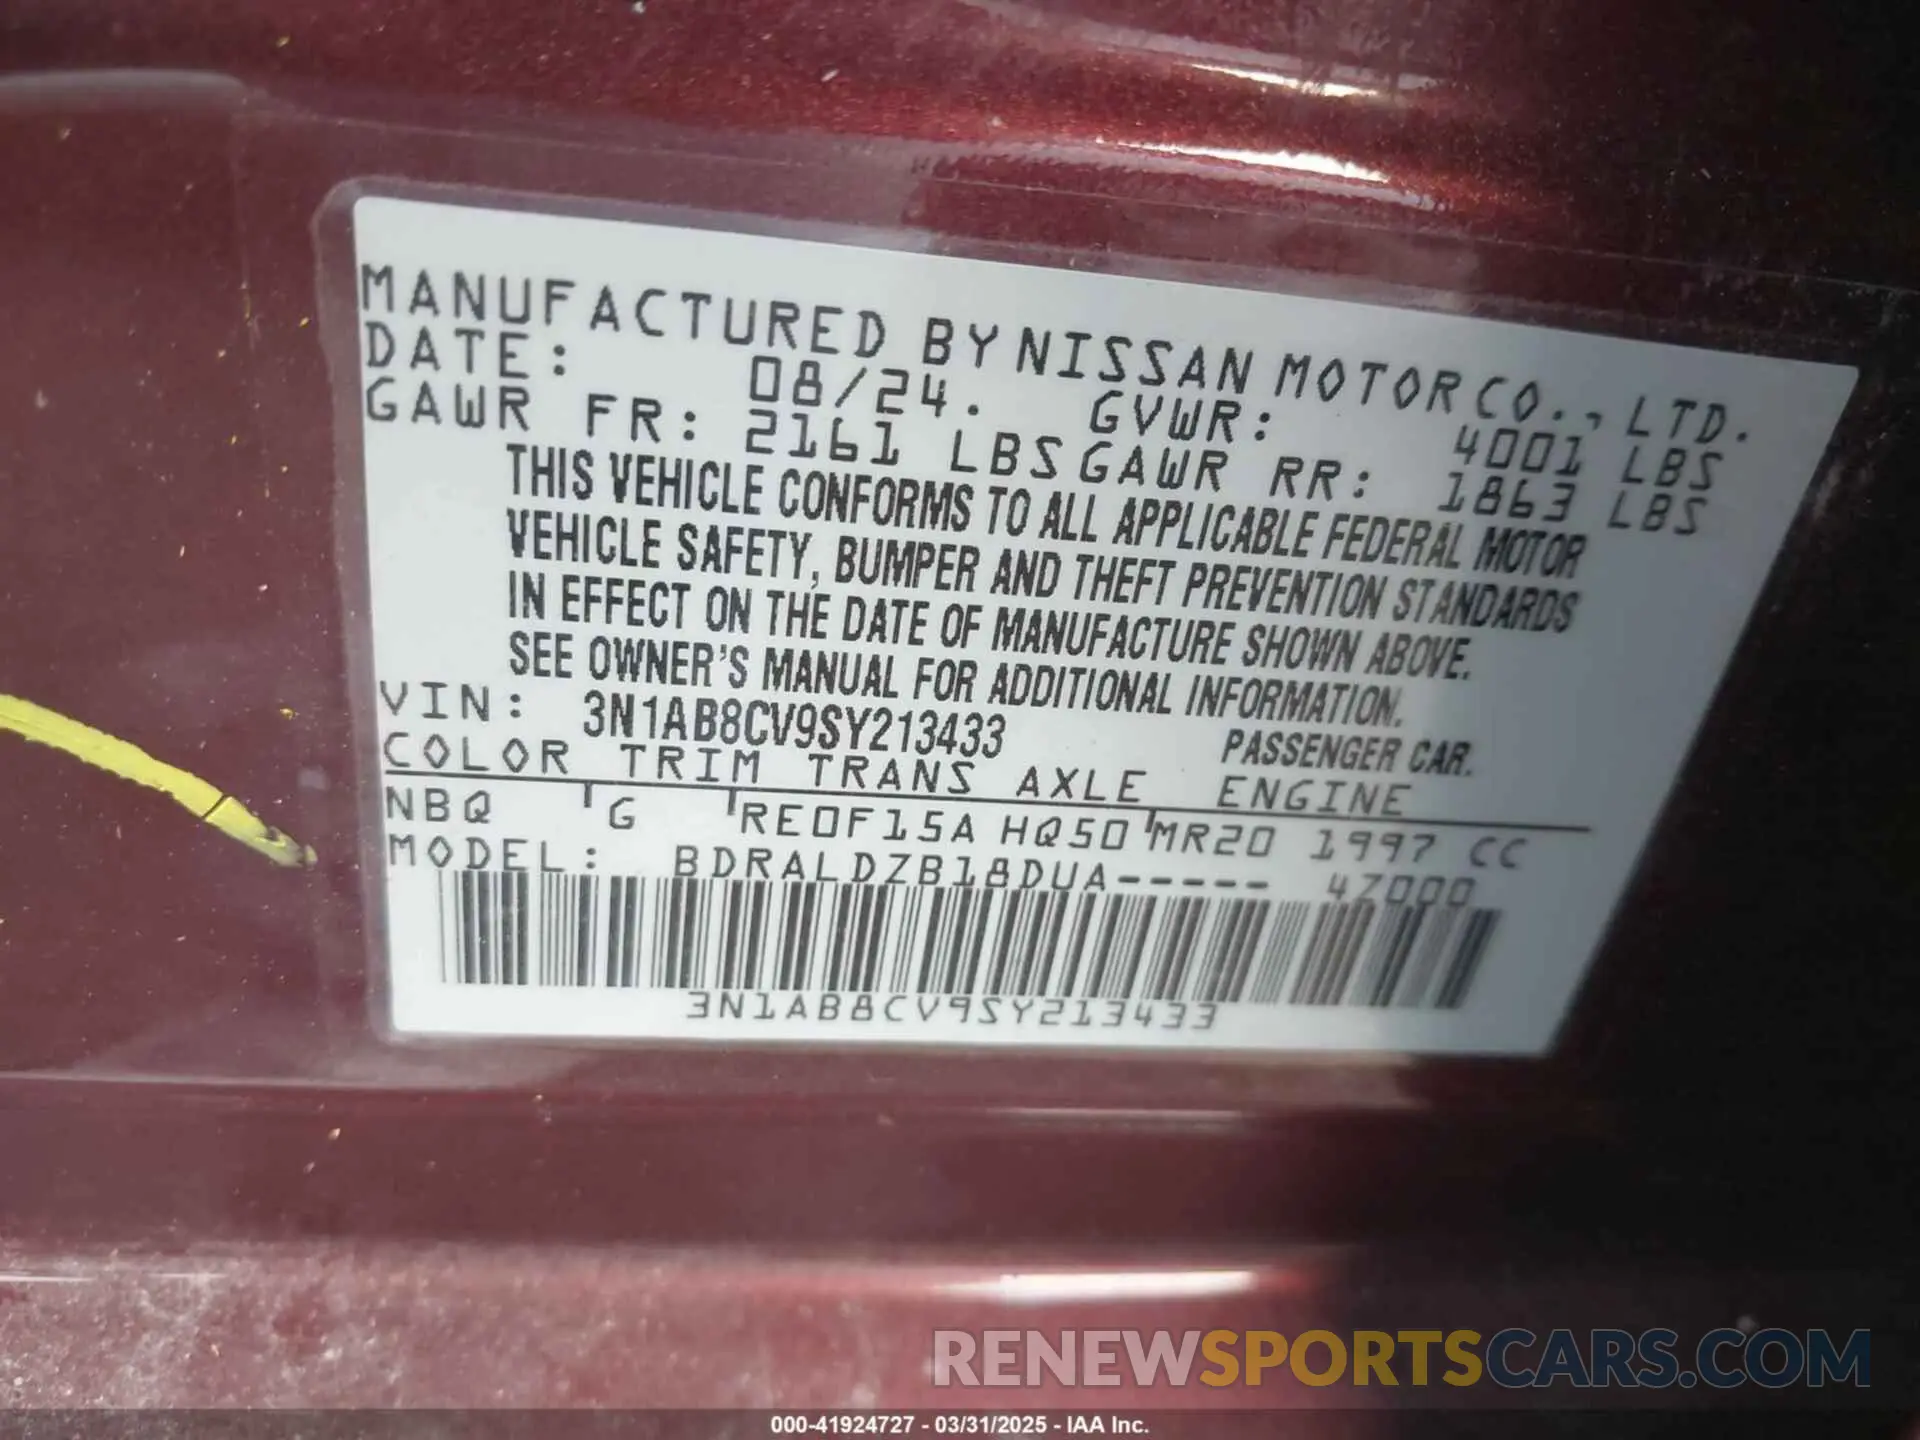 MANUFACTURED BY NISSAN MOTOR CO., LTD.
DATE: 08/24. GVWR: 4001 LBS
GAWR FR: 2161 LBS GAWR RR: 1863 LBS
THIS VEHICLE CONFORMS TO ALL APPLICABLE FEDERAL MOTOR
VEHICLE SAFETY, BUMPER AND THEFT PREVENTION STANDARDS
IN EFFECT ON THE DATE OF MANUFACTURE SHOWN ABOVE.
SEE OWNER'S MANUAL FOR ADDITIONAL INFORMATION.
VIN: 3N1AB8CV9SY213433 PASSENGER CAR.
COLOR TRIM TRANS AXLE ENGINE
NBQ G RE0F15A HQ50 MR20 1997 CC
MODEL: BDRALDZB18DUA----- 4Z000
3N1AB8CV9SY213433
RENEWSPORTSCARS.COM
000-41924727 - 03/31/2025 - IAA Inc.